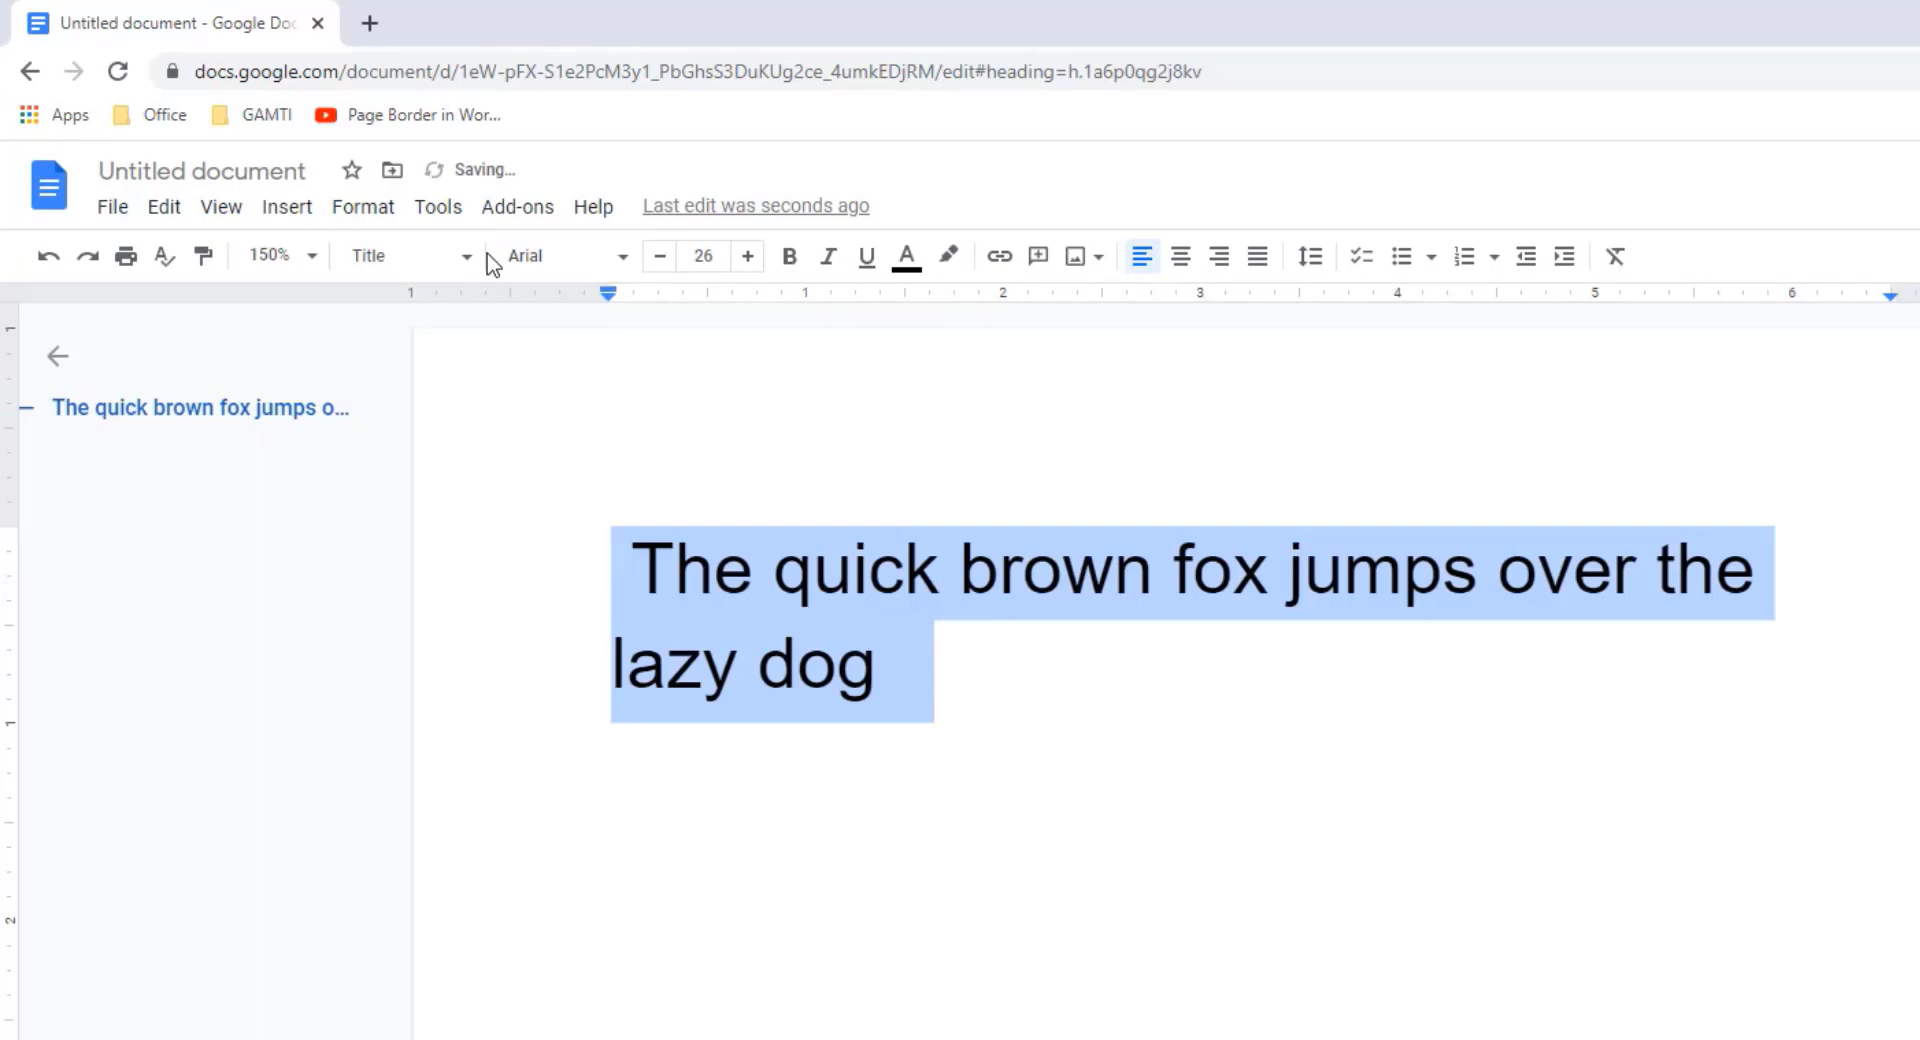 Untitled document - Google Doc
docs.google.com/document/d/1eW-pFX-S1e2PcM3y1_PbGhsS3DuKUg2ce_4umkEDjRM/edit#heading=h.1a6p0qg2j8kv
Apps Office GAMTI Page Border in Wor...
Untitled document Saving...
File Edit View Insert Format Tools Add-ons Help Last edit was seconds ago
150% Title Arial 26 B I U A
1 1 2 3 4 5 6
1
The quick brown fox jumps o...
The quick brown fox jumps over the
lazy dog
1
2